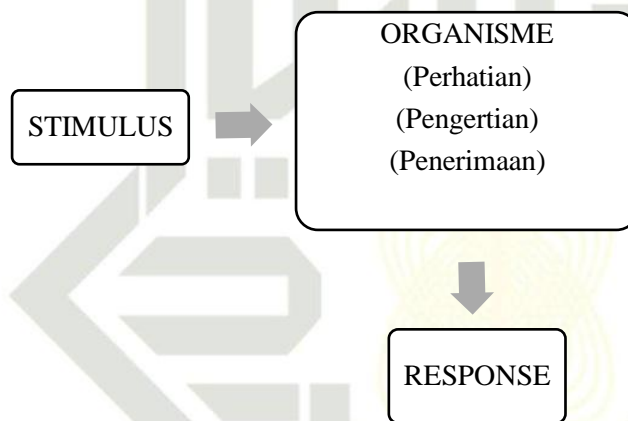 ORGANISME
(Perhatian)
STIMULUS
(Pengertian)
(Penerimaan)
RESPONSE